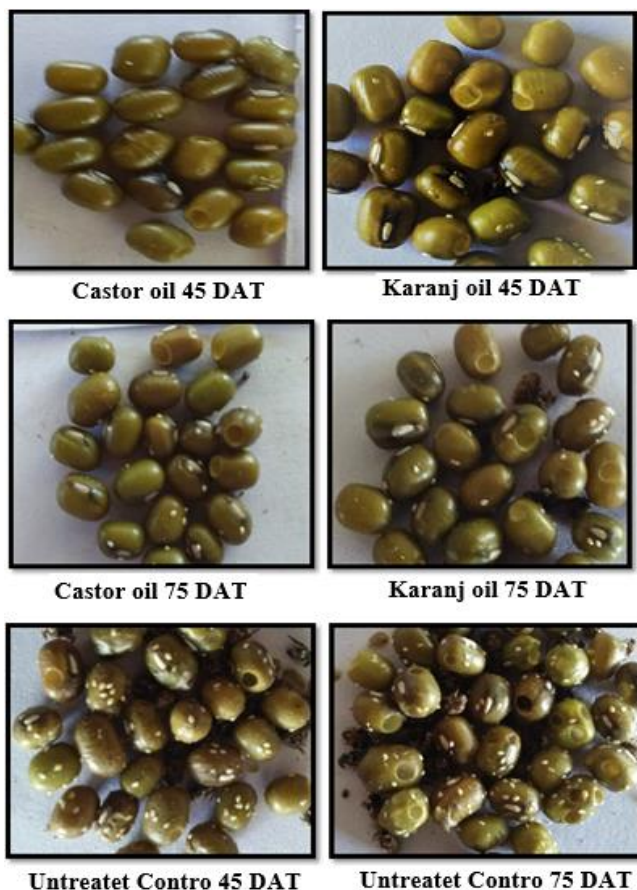 Castor oil 45 DAT
Karanj oil 45 DAT
Castor oil 75 DAT
Karanj oil 75 DAT
Untreatet Contro 45 DAT
Untreatet Contro 75 DAT